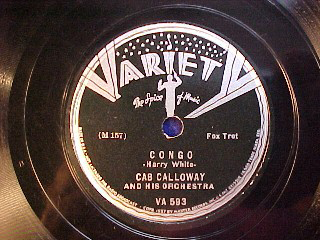 VARIETY
The Spice of Music
(M 157) Fox Trot
CONGO
-Harry White-
CAB CALLOWAY
AND HIS ORCHESTRA
VA 593